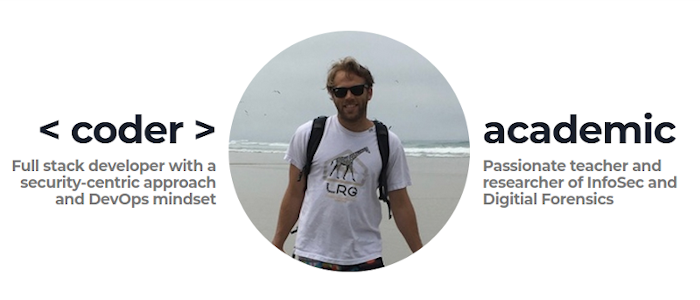 < coder >
Full stack developer with a
security-centric approach
and DevOps mindset
LRG
academic
Passionate teacher and
researcher of InfoSec and
Digitial Forensics